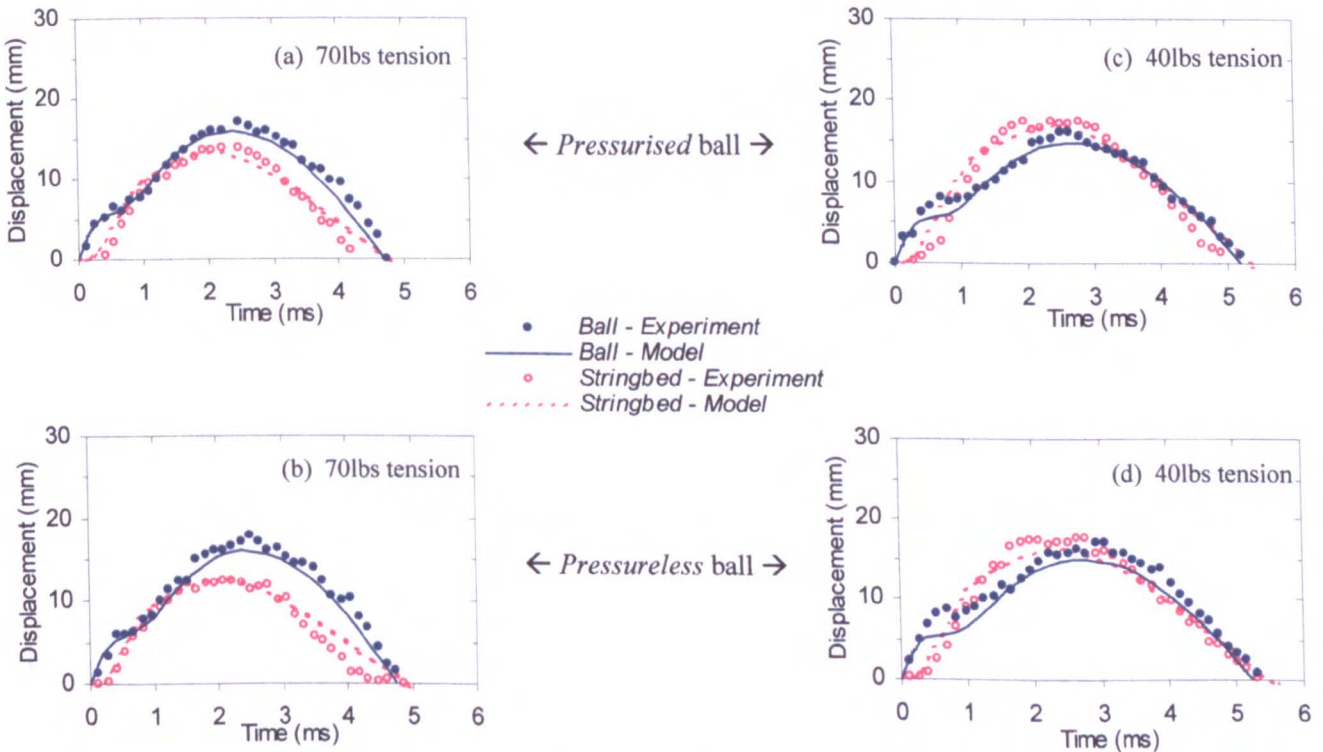 30
20
10
0
Displacement (mm)
(a) 70lbs tension
0 1 2 3 4 5 6
Time (ms)
← Pressurised ball →
30
20
10
0
Displacement (mm)
(c) 40lbs tension
0 1 2 3 4 5 6
Time (ms)
Ball - Experiment
Ball - Model
Stringbed - Experiment
Stringbed - Model
30
20
10
0
Displacement (mm)
(b) 70lbs tension
0 1 2 3 4 5 6
Time (ms)
← Pressureless ball →
30
20
10
0
Displacement (mm)
(d) 40lbs tension
0 1 2 3 4 5 6
Time (ms)